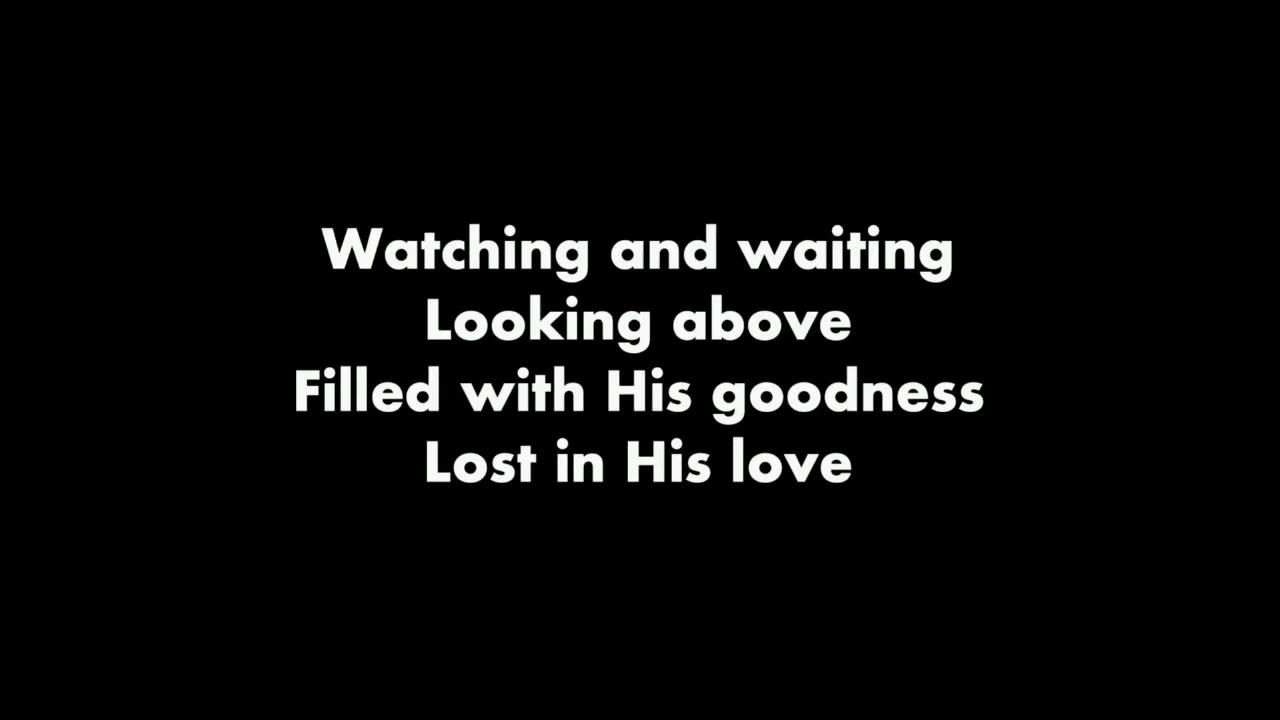 Watching and waiting
Looking above
Filled with His goodness
Lost in His love